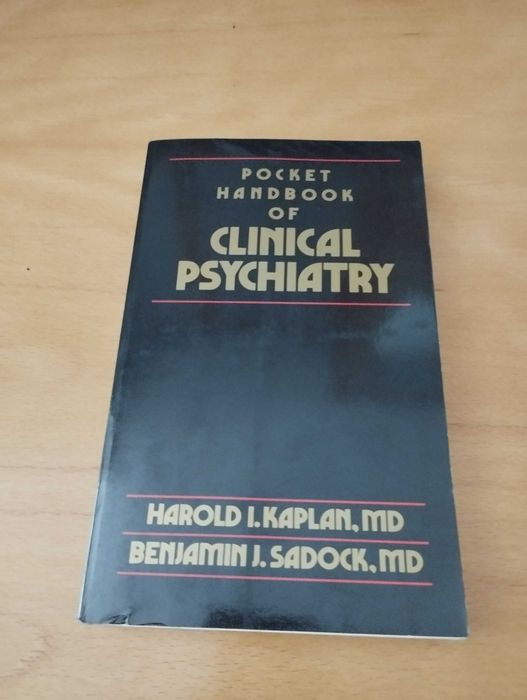 POCKET
HANDBOOK
OF
CLINICAL
PSYCHIATRY
HAROLD I. KAPLAN, MD
BENJAMIN J. SADOCK, MD